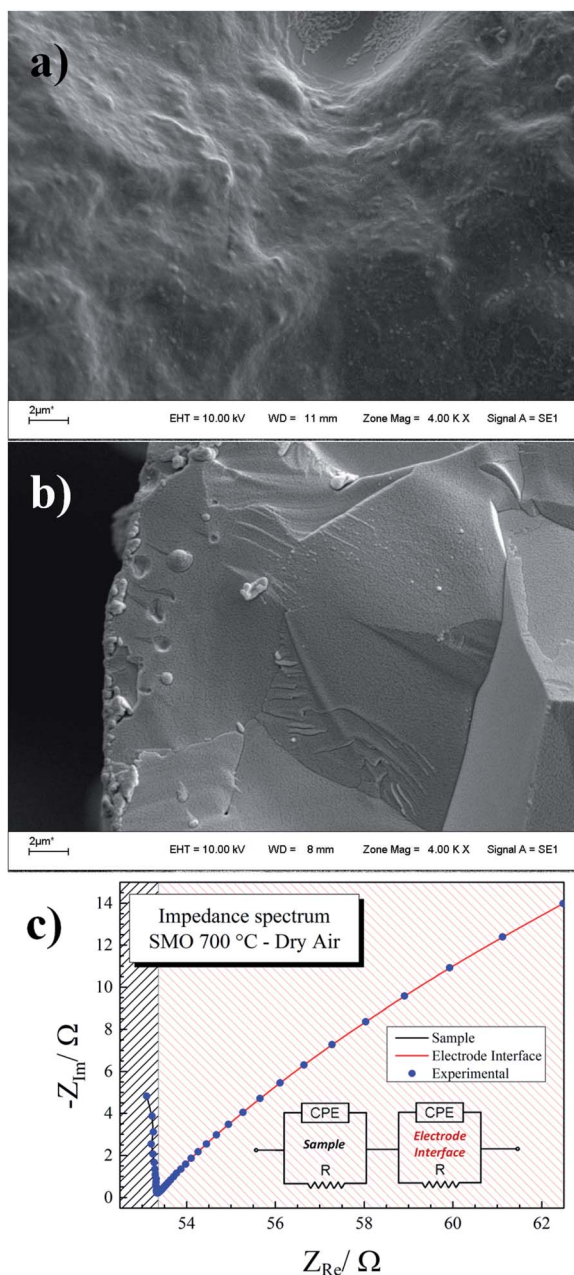 a)
2µm*
EHT = 10.00 kV WD = 11 mm Zone Mag = 4.00 K X Signal A = SE1
b)
2µm*
EHT = 10.00 kV WD = 8 mm Zone Mag = 4.00 K X Signal A = SE1
c)
Impedance spectrum
SMO 700 °C - Dry Air
14
12
10
8
6
4
2
0
-Z_Im/ Ω
Sample
Electrode Interface
Experimental
CPE
Sample
R
CPE
Electrode
Interface
R
54 56 58 60 62
Z_Re/ Ω